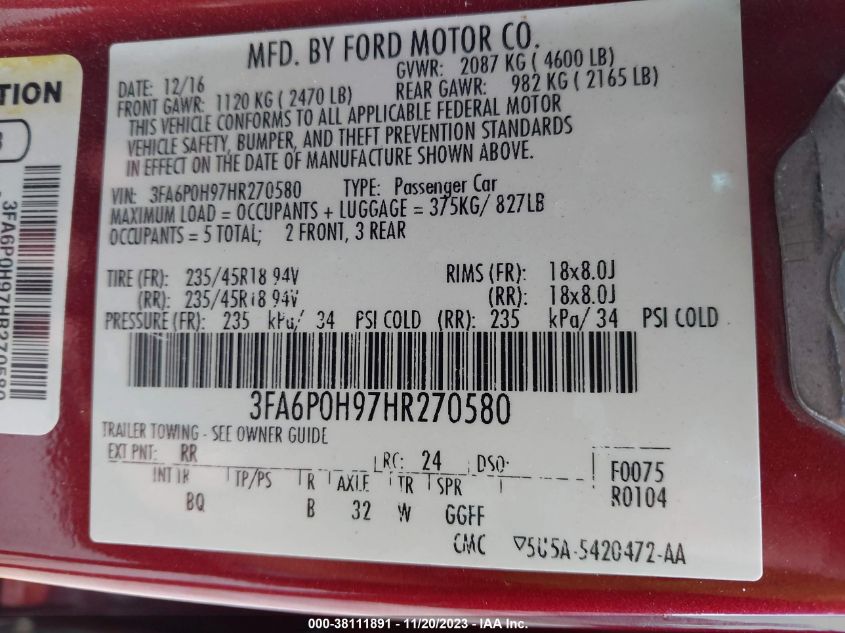 MFD. BY FORD MOTOR CO.
DATE: 12/16 GVWR: 2087 KG ( 4600 LB)
FRONT GAWR: 1120 KG ( 2470 LB) REAR GAWR: 982 KG ( 2165 LB)
THIS VEHICLE CONFORMS TO ALL APPLICABLE FEDERAL MOTOR
VEHICLE SAFETY, BUMPER, AND THEFT PREVENTION STANDARDS
IN EFFECT ON THE DATE OF MANUFACTURE SHOWN ABOVE.
VIN: 3FA6P0H97HR270580 TYPE: Passenger Car
MAXIMUM LOAD = OCCUPANTS + LUGGAGE = 375KG/ 827LB
OCCUPANTS = 5 TOTAL; 2 FRONT, 3 REAR
TIRE (FR): 235/45R18 94V RIMS (FR): 18x8.0J
(RR): 235/45R18 94V (RR): 18x8.0J
PRESSURE (FR): 235 kPa/ 34 PSI COLD (RR): 235 kPa/ 34 PSI COLD
3FA6P0H97HR270580
TRAILER TOWING - SEE OWNER GUIDE
EXT PNT: RR RC: 24 DSO: F0075
INT TR TP/PS R AXLE TR SPR R0104
BQ B 32 W GGFF
CMC ▽5U5A-5420472-AA
TION
3FA6P0H97HR270580
000-38111891 - 11/20/2023 - IAA Inc.